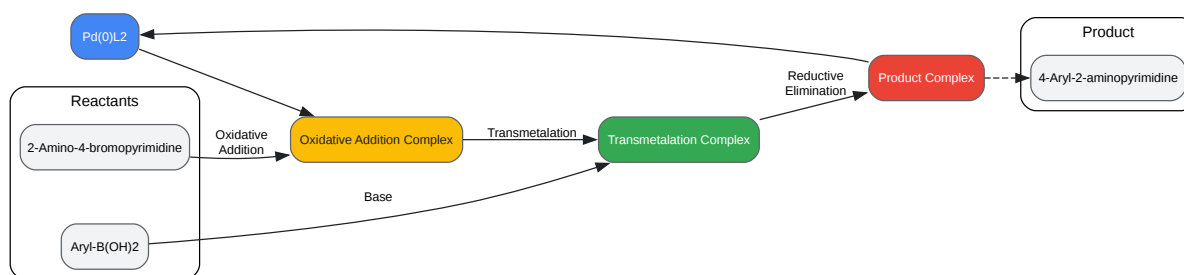 Pd(0)L2
Reactants
2-Amino-4-bromopyrimidine
Aryl-B(OH)2
Oxidative
Addition
Base
Oxidative Addition Complex
Transmetalation
Transmetalation Complex
Reductive
Elimination
Product Complex
Product
4-Aryl-2-aminopyrimidine